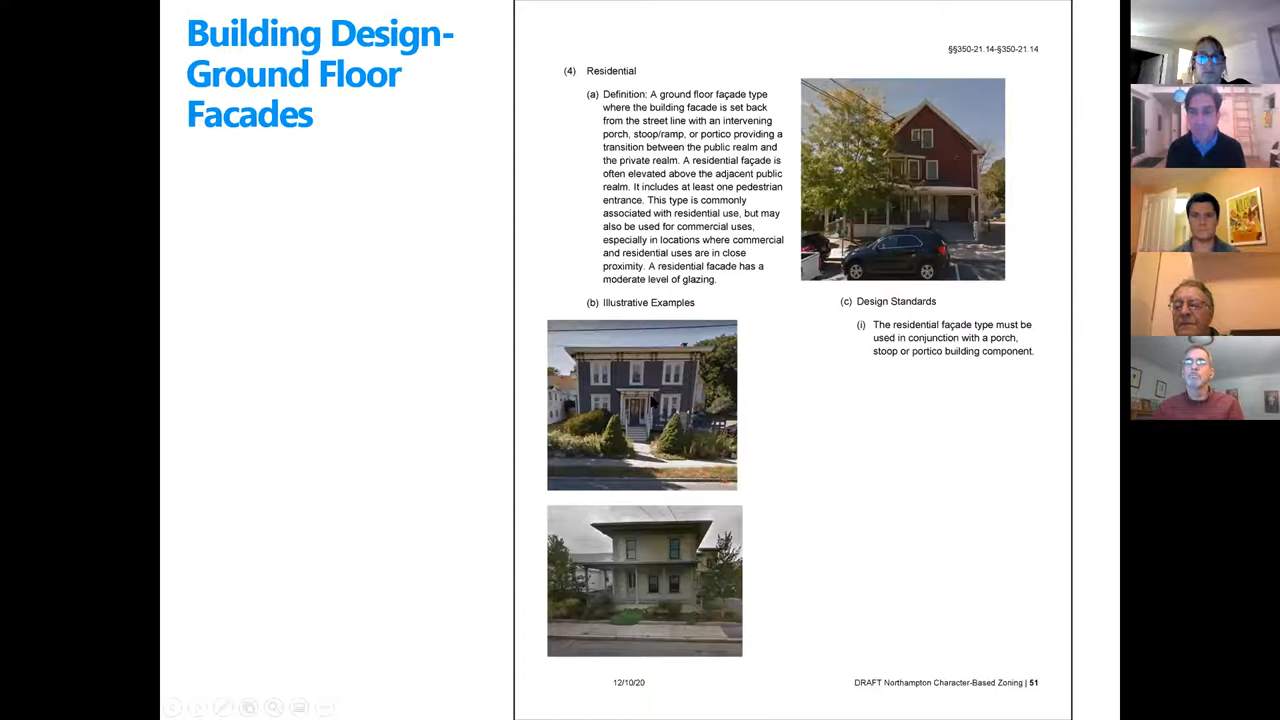 Building Design-
Ground Floor
Facades
§§350-21.14-§350-21.14
(4) Residential
(a) Definition: A ground floor façade type
where the building facade is set back
from the street line with an intervening
porch, stoop/ramp, or portico providing a
transition between the public realm and
the private realm. A residential façade is
often elevated above the adjacent public
realm. It includes at least one pedestrian
entrance. This type is commonly
associated with residential use, but may
also be used for commercial uses,
especially in locations where commercial
and residential uses are in close
proximity. A residential facade has a
moderate level of glazing.
(b) Illustrative Examples
(c) Design Standards
(i) The residential façade type must be
used in conjunction with a porch,
stoop or portico building component.
12/10/20
DRAFT Northampton Character-Based Zoning | 51